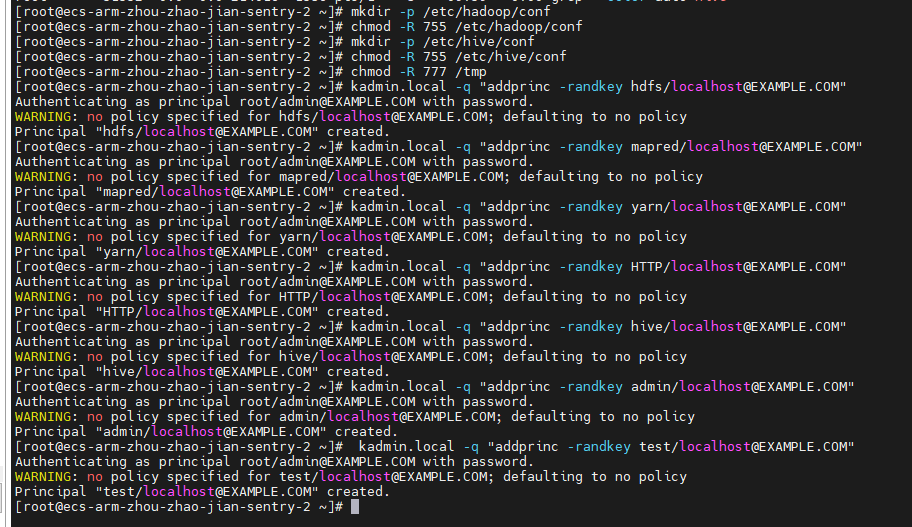 [root@ecs-arm-zhou-zhao-jian-sentry-2 ~]# mkdir -p /etc/hadoop/conf
[root@ecs-arm-zhou-zhao-jian-sentry-2 ~]# chmod -R 755 /etc/hadoop/conf
[root@ecs-arm-zhou-zhao-jian-sentry-2 ~]# mkdir -p /etc/hive/conf
[root@ecs-arm-zhou-zhao-jian-sentry-2 ~]# chmod -R 755 /etc/hive/conf
[root@ecs-arm-zhou-zhao-jian-sentry-2 ~]# chmod -R 777 /tmp
[root@ecs-arm-zhou-zhao-jian-sentry-2 ~]# kadmin.local -q "addprinc -randkey hdfs/localhost@EXAMPLE.COM"
Authenticating as principal root/admin@EXAMPLE.COM with password.
WARNING: no policy specified for hdfs/localhost@EXAMPLE.COM; defaulting to no policy
Principal "hdfs/localhost@EXAMPLE.COM" created.
[root@ecs-arm-zhou-zhao-jian-sentry-2 ~]# kadmin.local -q "addprinc -randkey mapred/localhost@EXAMPLE.COM"
Authenticating as principal root/admin@EXAMPLE.COM with password.
WARNING: no policy specified for mapred/localhost@EXAMPLE.COM; defaulting to no policy
Principal "mapred/localhost@EXAMPLE.COM" created.
[root@ecs-arm-zhou-zhao-jian-sentry-2 ~]# kadmin.local -q "addprinc -randkey yarn/localhost@EXAMPLE.COM"
Authenticating as principal root/admin@EXAMPLE.COM with password.
WARNING: no policy specified for yarn/localhost@EXAMPLE.COM; defaulting to no policy
Principal "yarn/localhost@EXAMPLE.COM" created.
[root@ecs-arm-zhou-zhao-jian-sentry-2 ~]# kadmin.local -q "addprinc -randkey HTTP/localhost@EXAMPLE.COM"
Authenticating as principal root/admin@EXAMPLE.COM with password.
WARNING: no policy specified for HTTP/localhost@EXAMPLE.COM; defaulting to no policy
Principal "HTTP/localhost@EXAMPLE.COM" created.
[root@ecs-arm-zhou-zhao-jian-sentry-2 ~]# kadmin.local -q "addprinc -randkey hive/localhost@EXAMPLE.COM"
Authenticating as principal root/admin@EXAMPLE.COM with password.
WARNING: no policy specified for hive/localhost@EXAMPLE.COM; defaulting to no policy
Principal "hive/localhost@EXAMPLE.COM" created.
[root@ecs-arm-zhou-zhao-jian-sentry-2 ~]# kadmin.local -q "addprinc -randkey admin/localhost@EXAMPLE.COM"
Authenticating as principal root/admin@EXAMPLE.COM with password.
WARNING: no policy specified for admin/localhost@EXAMPLE.COM; defaulting to no policy
Principal "admin/localhost@EXAMPLE.COM" created.
[root@ecs-arm-zhou-zhao-jian-sentry-2 ~]#  kadmin.local -q "addprinc -randkey test/localhost@EXAMPLE.COM"
Authenticating as principal root/admin@EXAMPLE.COM with password.
WARNING: no policy specified for test/localhost@EXAMPLE.COM; defaulting to no policy
Principal "test/localhost@EXAMPLE.COM" created.
[root@ecs-arm-zhou-zhao-jian-sentry-2 ~]#